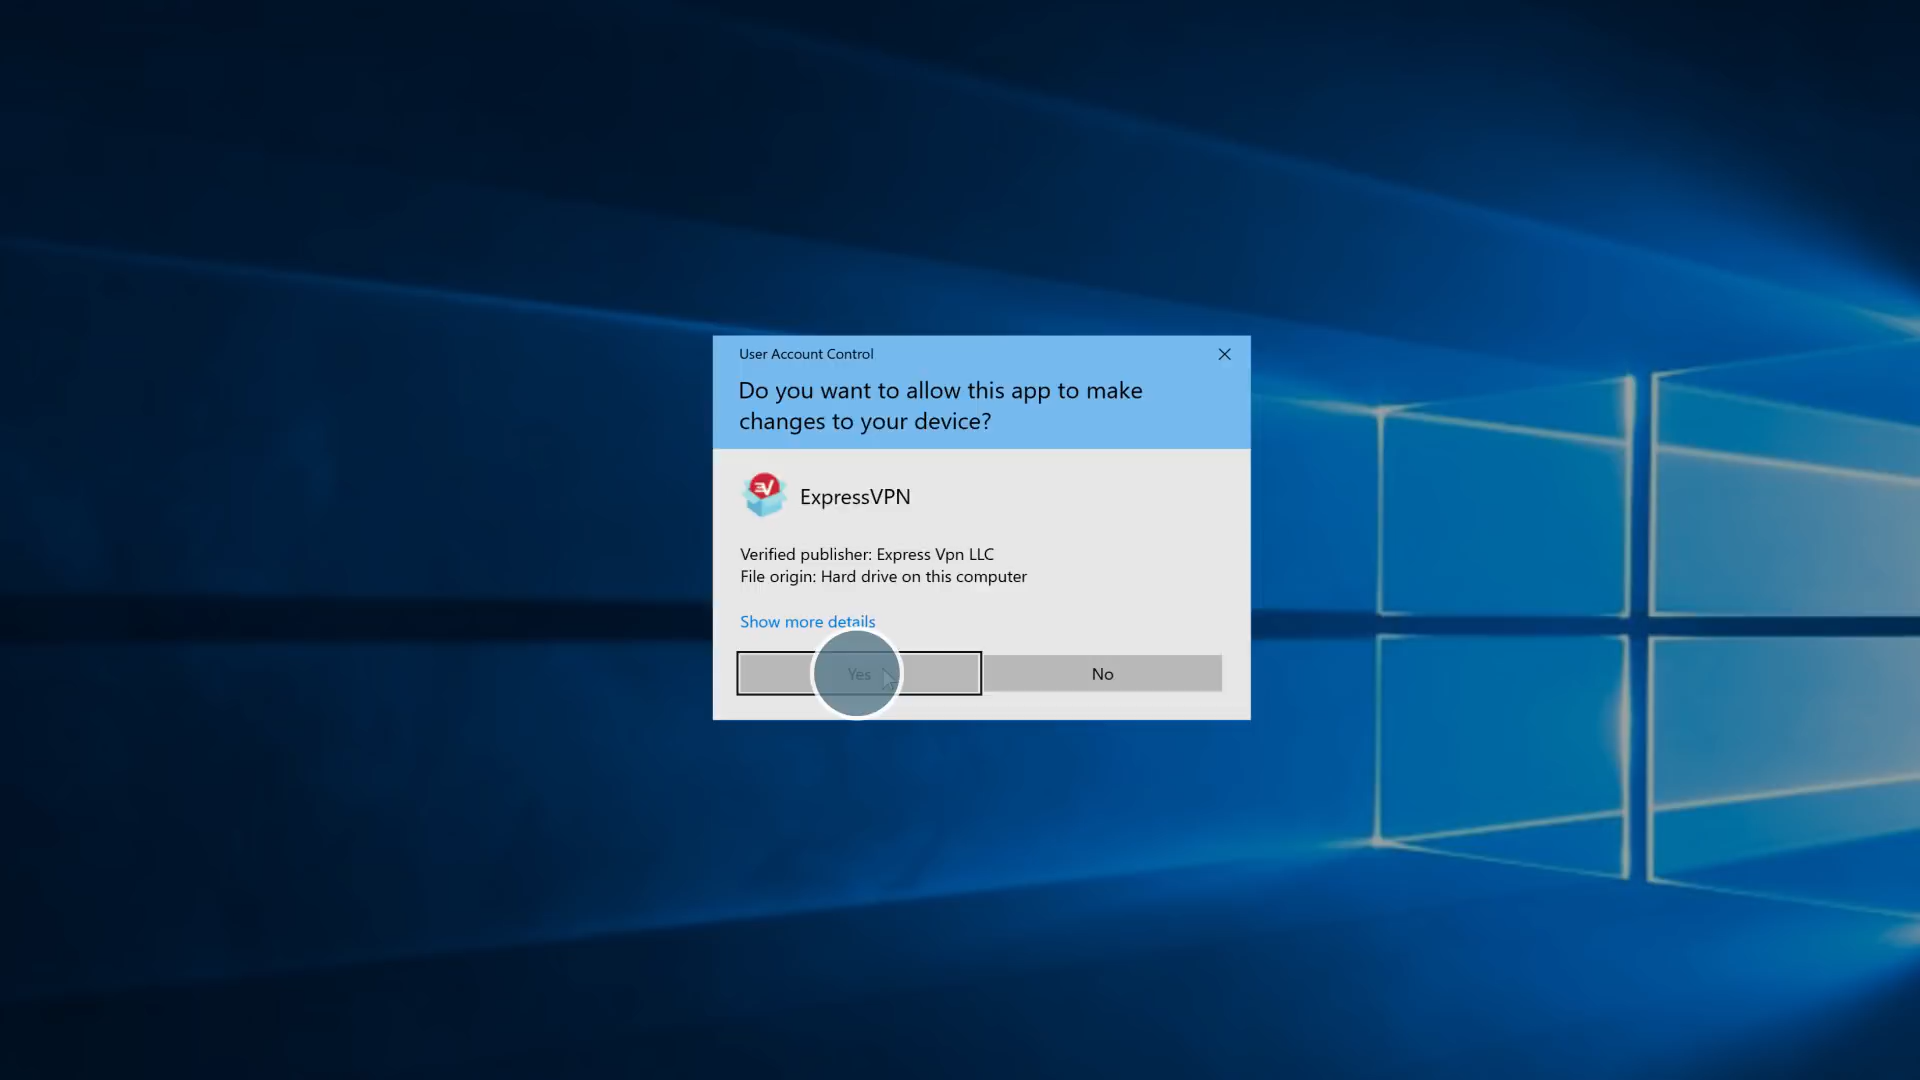 User Account Control
Do you want to allow this app to make
changes to your device?
ExpressVPN
Verified publisher: Express Vpn LLC
File origin: Hard drive on this computer
Show more details
Yes
No